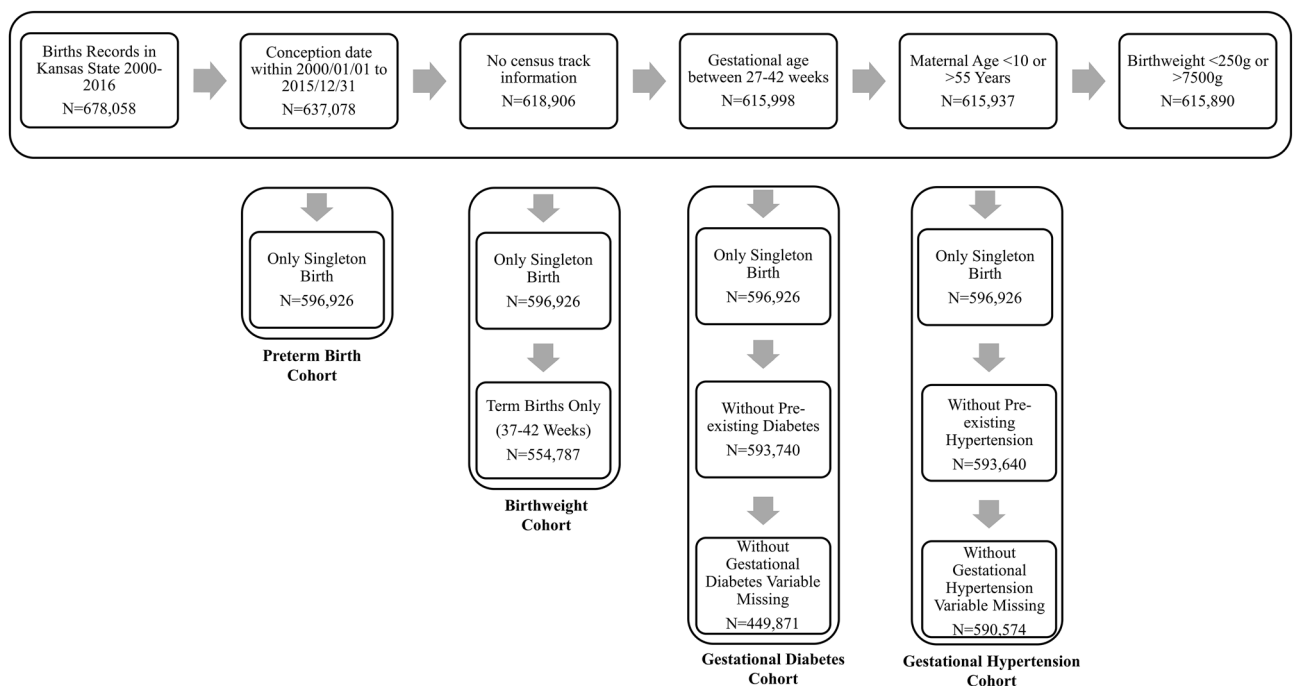 Births Records in
Kansas State 2000-
2016
N=678,058
Conception date
within 2000/01/01 to
2015/12/31
N=637,078
No census track
information
N=618,906
Gestational age
between 27-42 weeks
N=615,998
Maternal Age <10 or
>55 Years
N=615,937
Birthweight <250g or
>7500g
N=615,890
Only Singleton
Birth
N=596,926
Preterm Birth
Cohort
Only Singleton
Birth
N=596,926
Term Births Only
(37-42 Weeks)
N=554,787
Birthweight
Cohort
Only Singleton
Birth
N=596,926
Without Pre-
existing Diabetes
N=593,740
Without
Gestational
Diabetes Variable
Missing
N=449,871
Gestational Diabetes
Cohort
Only Singleton
Birth
N=596,926
Without Pre-
existing
Hypertension
N=593,640
Without
Gestational
Hypertension
Variable Missing
N=590,574
Gestational Hypertension
Cohort